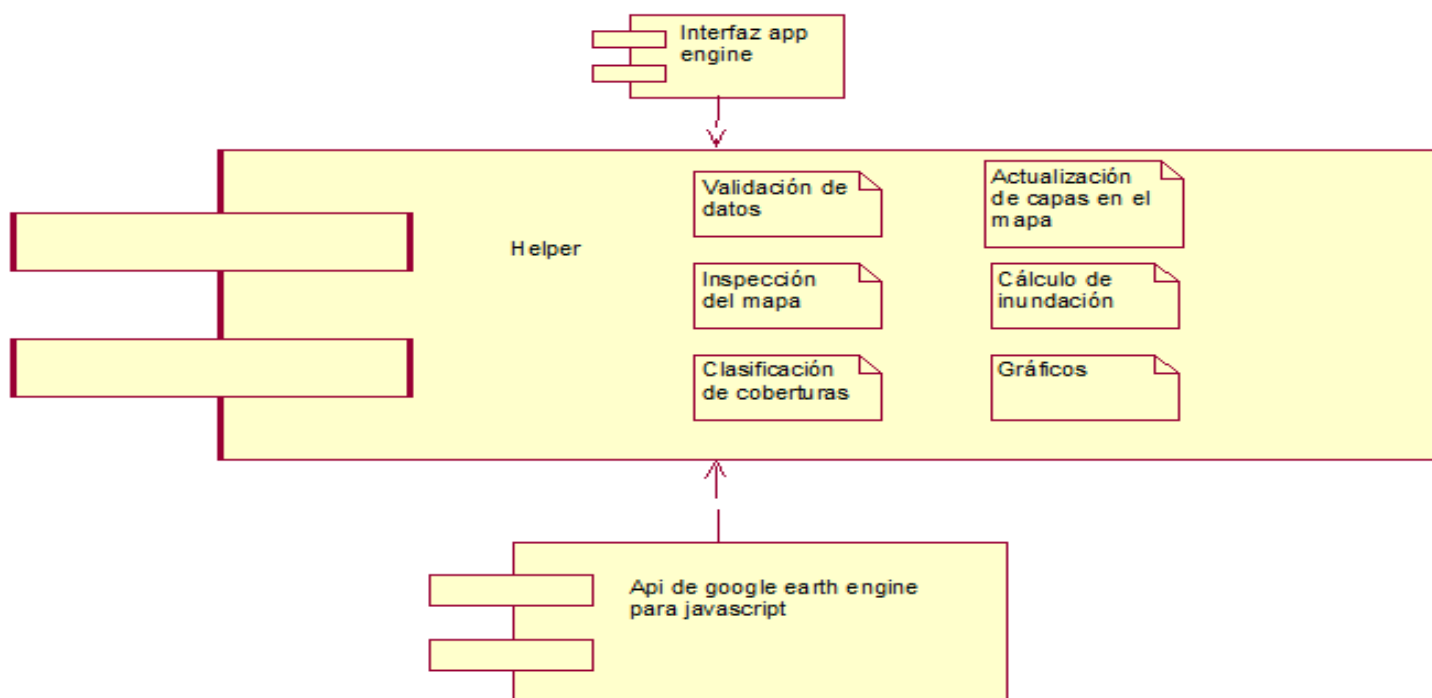 Interfaz app
engine
Helper
Validación de
datos
Actualización
de capas en el
mapa
Inspección
del mapa
Cálculo de
inundación
Clasificación
de coberturas
Gráficos
Api de google earth engine
para javascript